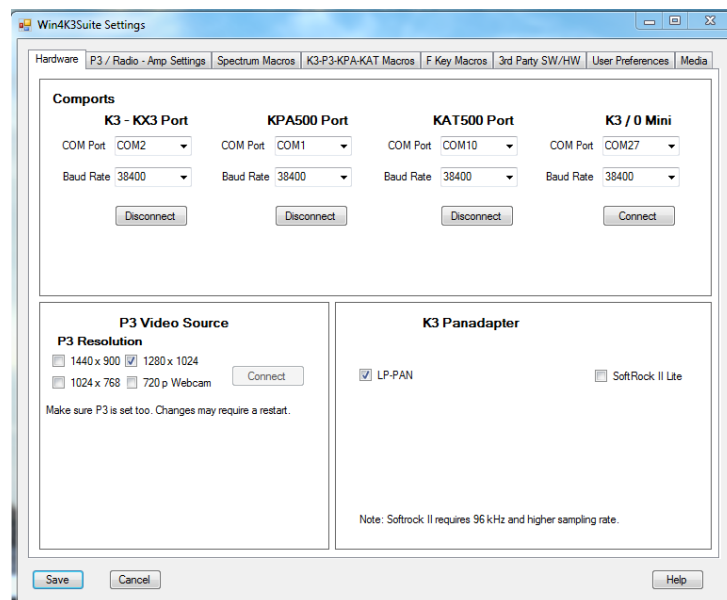 Win4K3Suite Settings
Hardware P3 / Radio - Amp Settings Spectrum Macros K3-P3-KPA-KAT Macros F Key Macros 3rd Party SW/HW User Preferences Media
Comports
K3 - KX3 Port KPA500 Port KAT500 Port K3 / 0 Mini
COM Port COM2 COM Port COM1 COM Port COM10 COM Port COM27
Baud Rate 38400 Baud Rate 38400 Baud Rate 38400 Baud Rate 38400
Disconnect Disconnect Disconnect Connect
P3 Video Source
P3 Resolution
1440 x 900 1280 x 1024
1024 x 768 720 p Webcam
Connect
Make sure P3 is set too. Changes may require a restart.
K3 Panadapter
LP-PAN SoftRock II Lite
Note: Softrock II requires 96 kHz and higher sampling rate.
Save Cancel Help